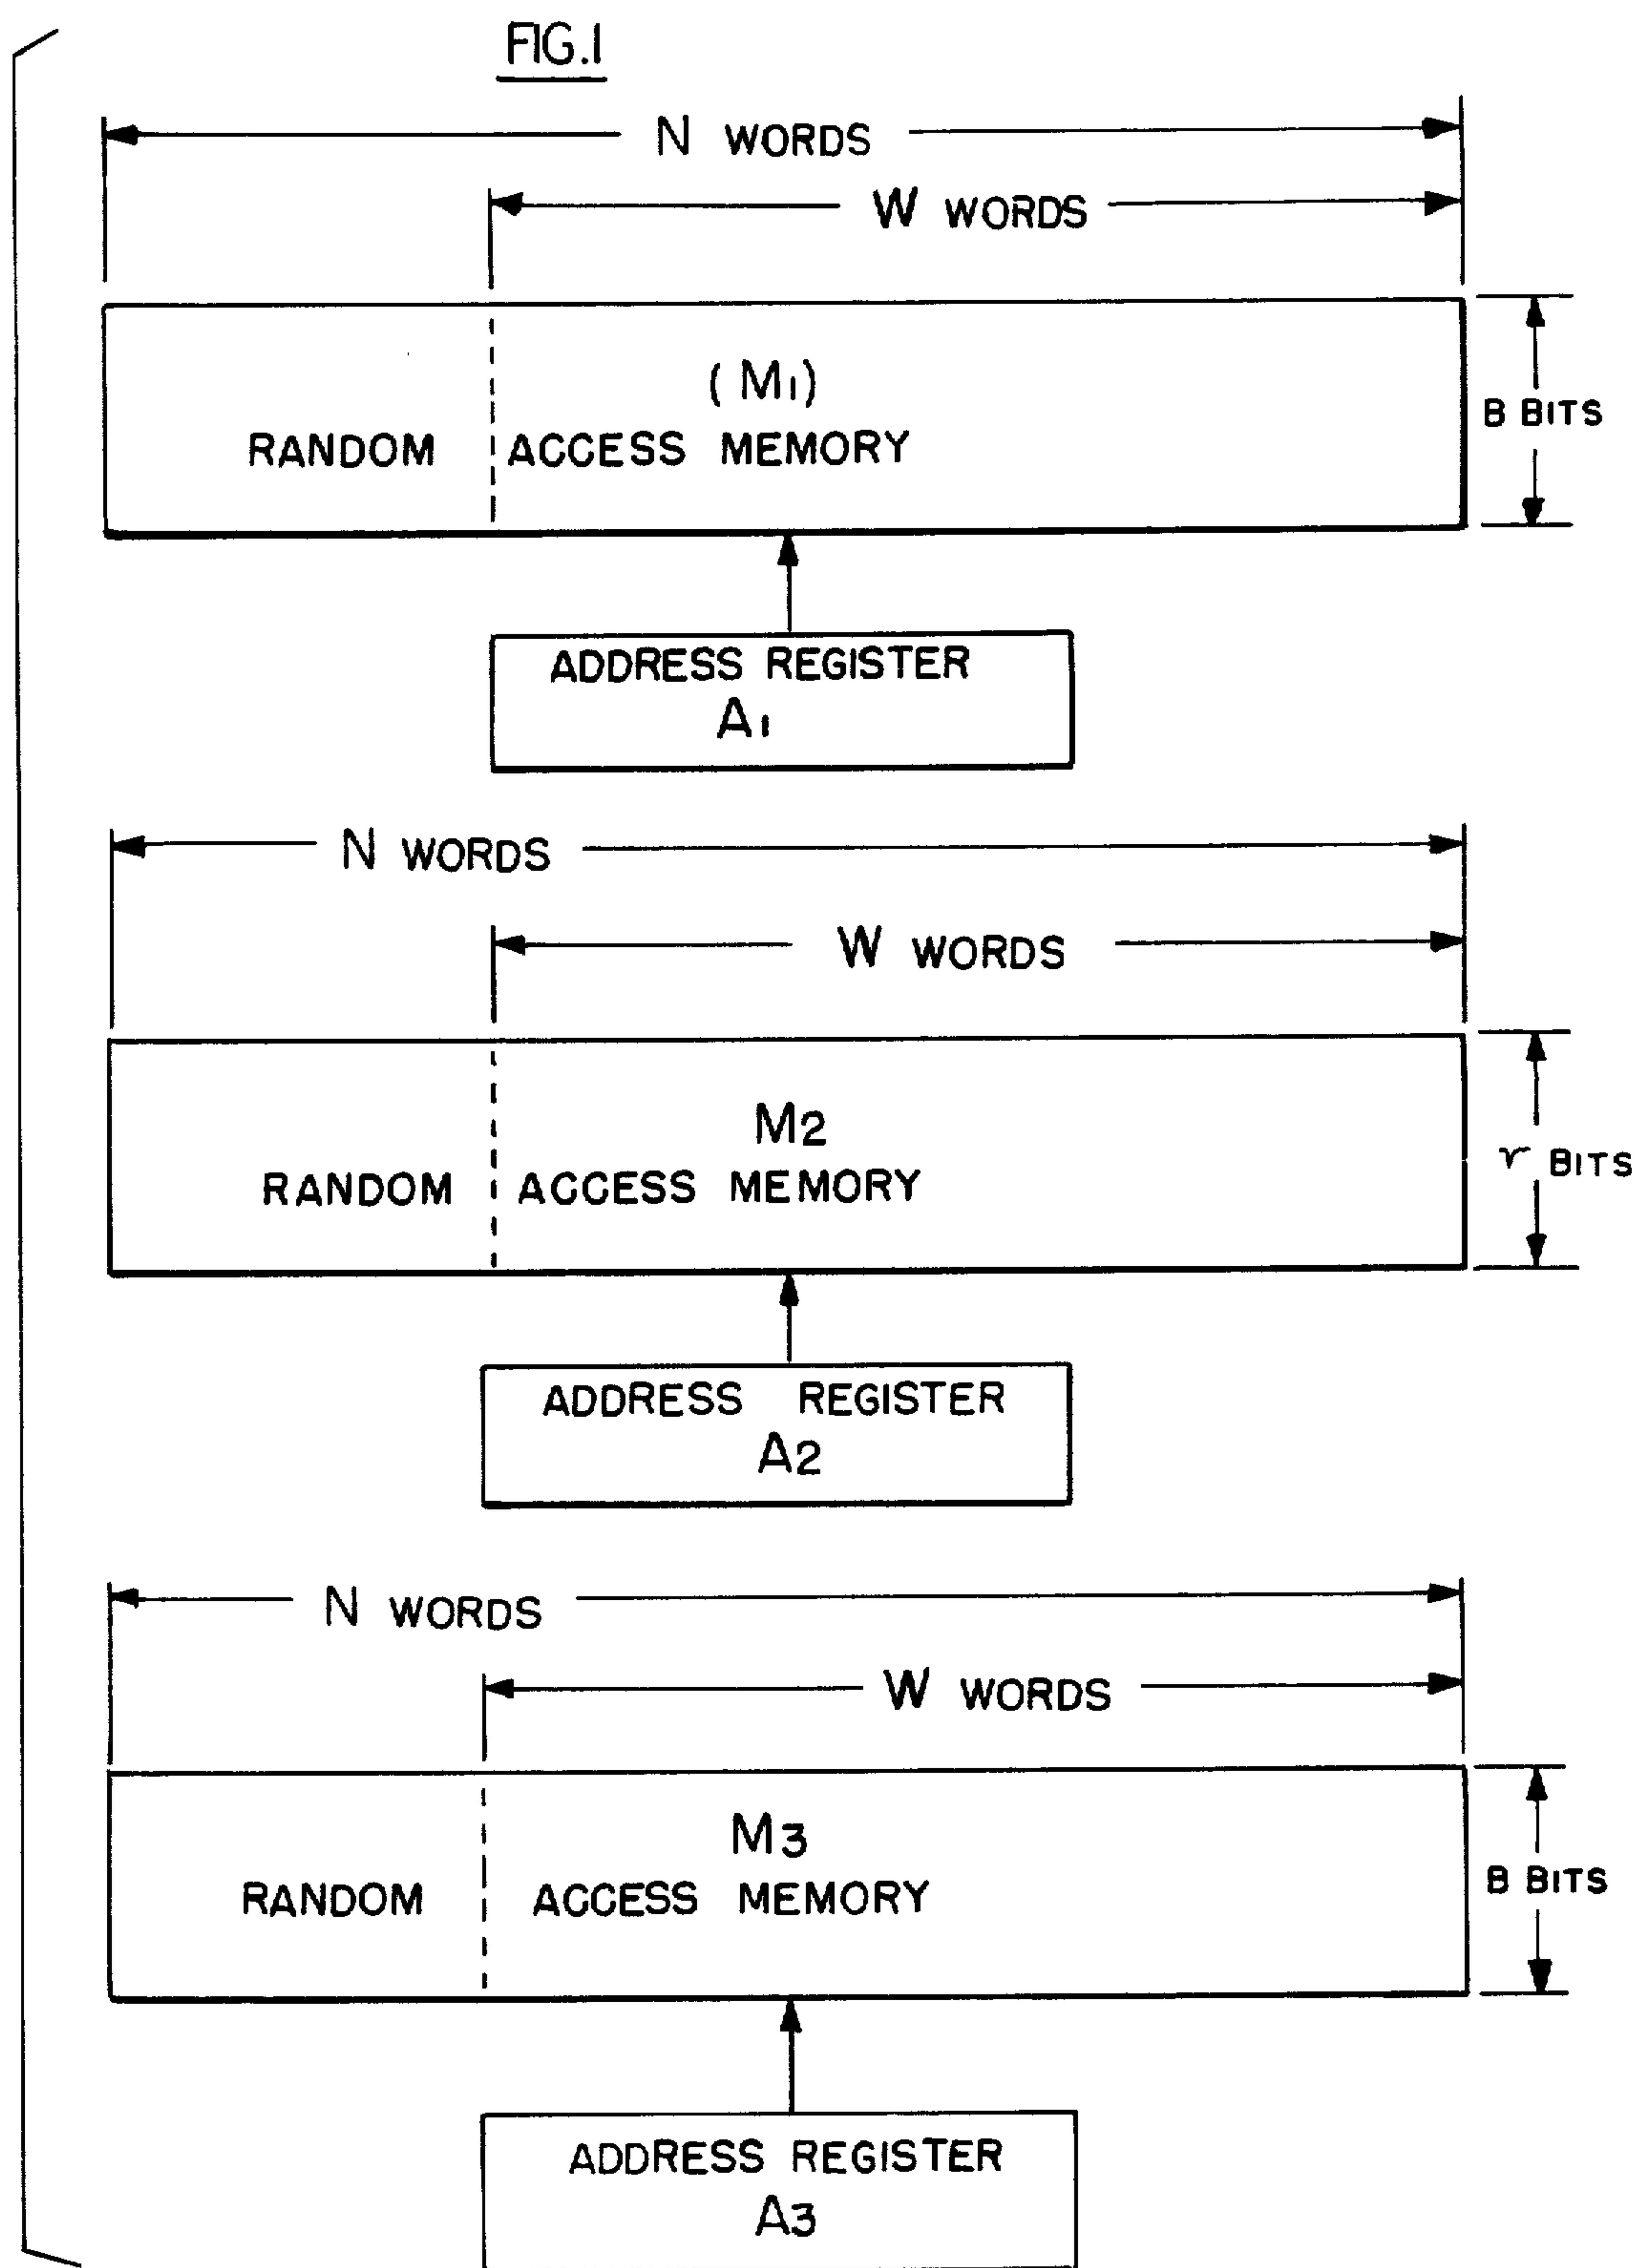 FIG.1
N WORDS
W WORDS
(M1)
RANDOM ACCESS MEMORY
B BITS
ADDRESS REGISTER
A1
N WORDS
W WORDS
M2
RANDOM ACCESS MEMORY
r BITS
ADDRESS REGISTER
A2
N WORDS
W WORDS
M3
RANDOM ACCESS MEMORY
B BITS
ADDRESS REGISTER
A3